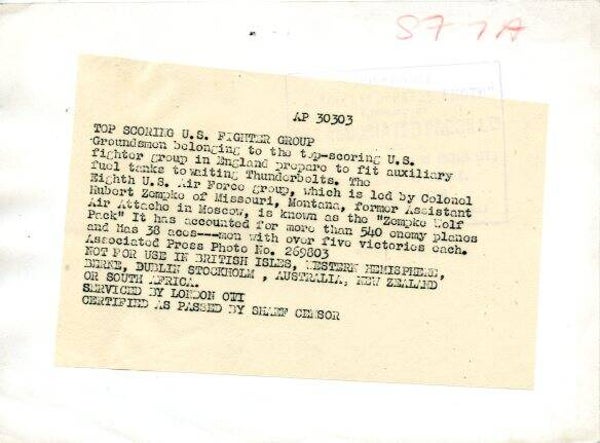 S7 7A
AP 30303
TOP SCORING U.S. FIGHTER GROUP
Groundsmen belonging to the top-scoring U.S.
fighter group in England prepare to fit auxiliary
fuel tanks towaiting Thunderbolts. The
Eighth U.S. Air Force group, which is led by Colonel
Hubert Zempke of Missouri, Montana, former Assistant
Air Attache in Moscow, is known as the "Zempke Wolf
Pack" It has accounted for more than 540 enemy planes
and Has 38 aces---men with over five victories each.
Associated Press Photo No. 269803
NOT FOR USE IN BRITISH ISLES, WESTERN HEMISPHERE,
BERNE, DUBLIN STOCKHOLM , AUSTRALIA, NEW ZEALAND
OR SOUTH AFRICA.
SERVICED BY LONDON OWI
CERTIFIED AS PASSED BY SHAEF CENSOR